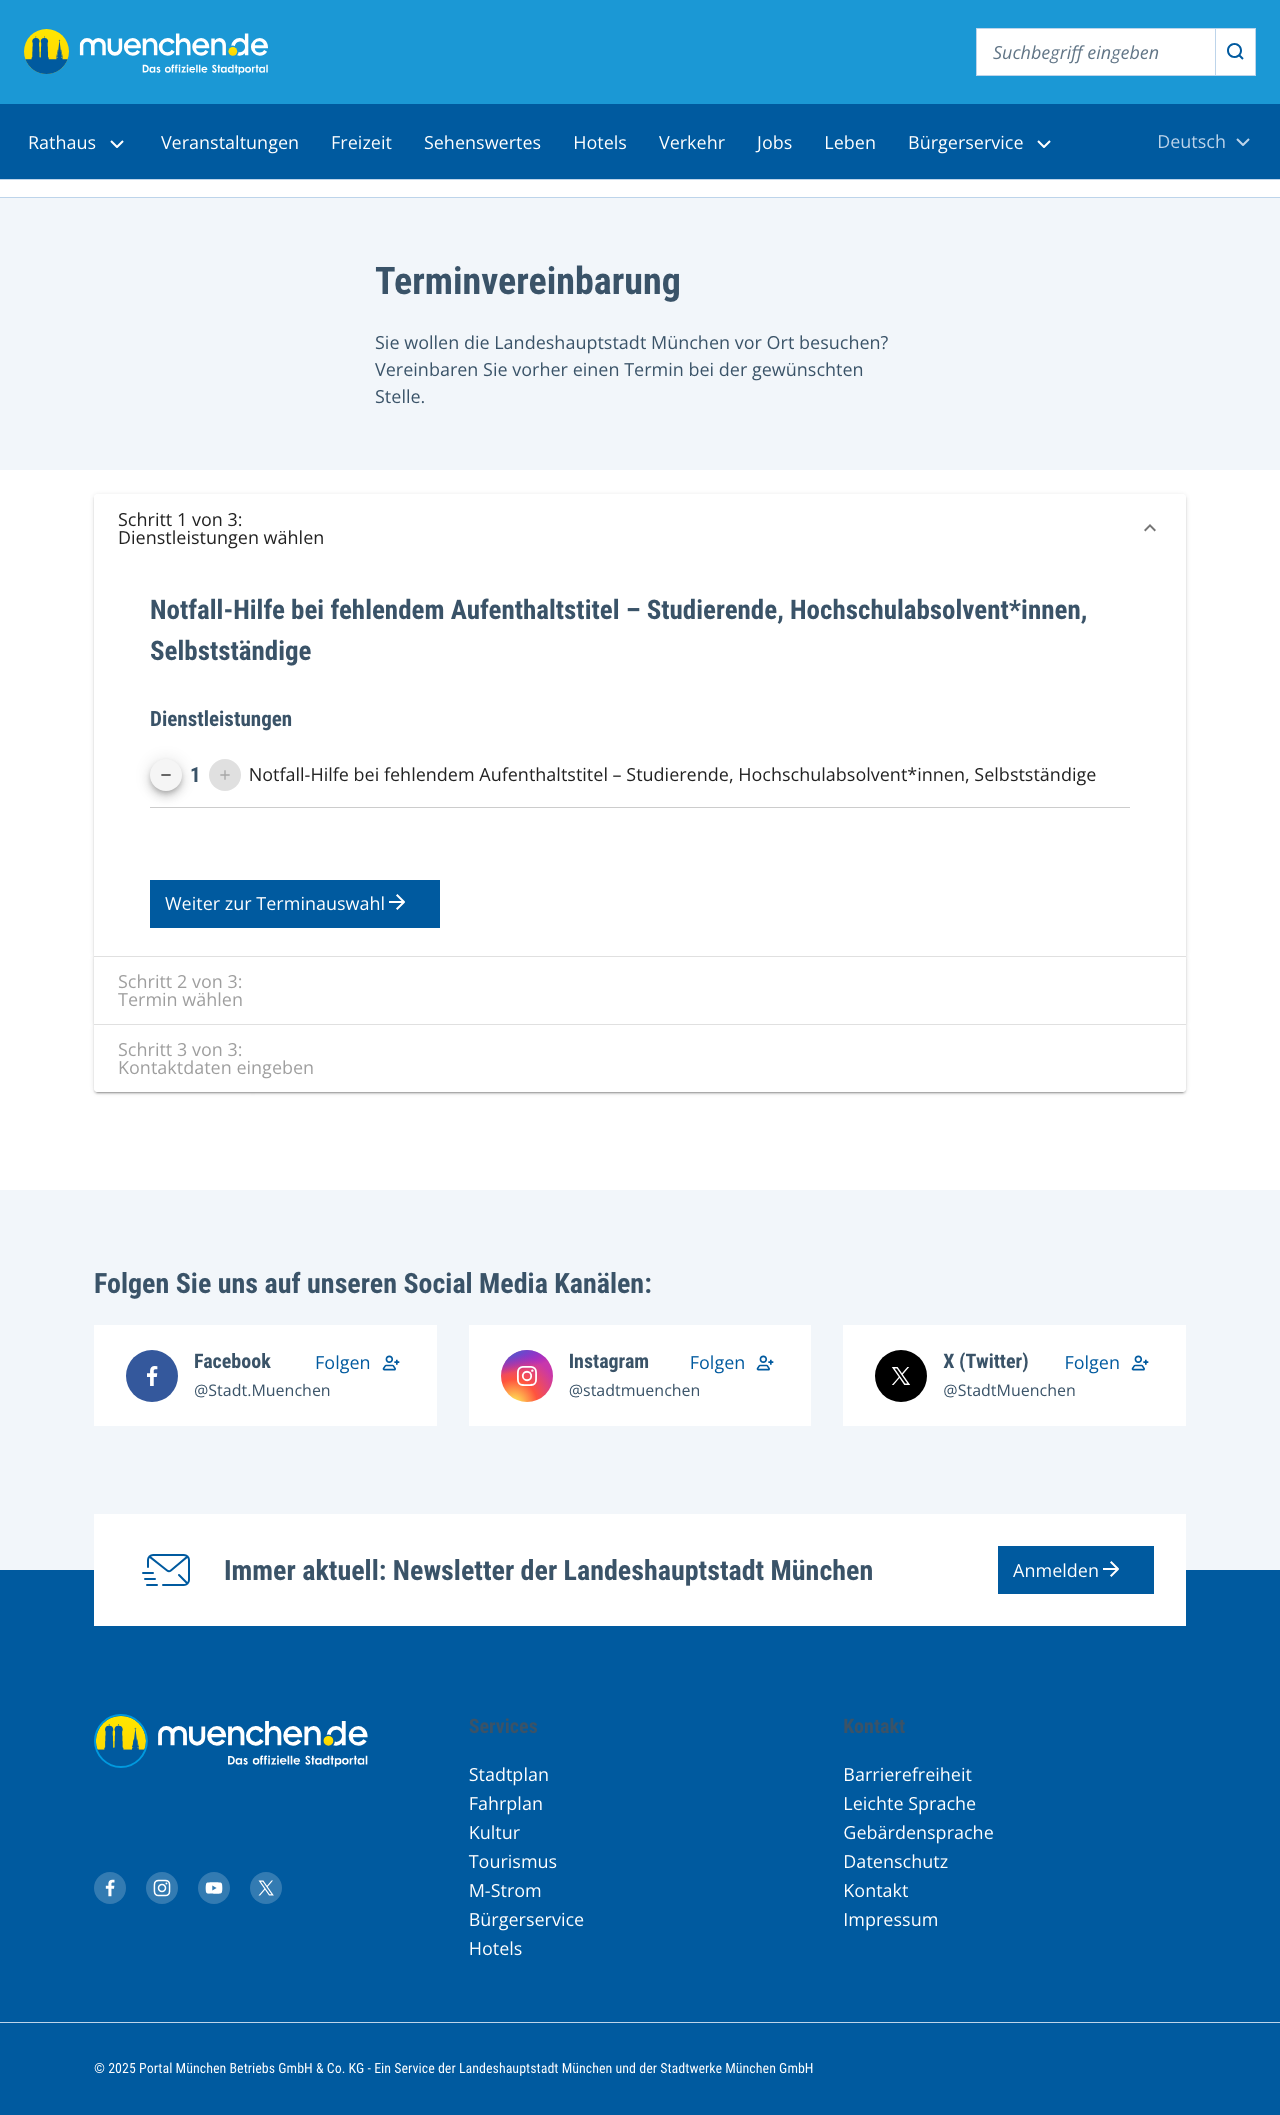 muenchen.de
Das offizielle Stadtportal
Suchbegriff eingeben
Rathaus Veranstaltungen Freizeit Sehenswertes Hotels Verkehr Jobs Leben Bürgerservice Deutsch
Terminvereinbarung
Sie wollen die Landeshauptstadt München vor Ort besuchen?
Vereinbaren Sie vorher einen Termin bei der gewünschten
Stelle.
Schritt 1 von 3:
Dienstleistungen wählen
Notfall-Hilfe bei fehlendem Aufenthaltstitel – Studierende, Hochschulabsolvent*innen,
Selbstständige
Dienstleistungen
− 1 + Notfall-Hilfe bei fehlendem Aufenthaltstitel – Studierende, Hochschulabsolvent*innen, Selbstständige
Weiter zur Terminauswahl
Schritt 2 von 3:
Termin wählen
Schritt 3 von 3:
Kontaktdaten eingeben
Folgen Sie uns auf unseren Social Media Kanälen:
Facebook Folgen
@Stadt.Muenchen
Instagram Folgen
@stadtmuenchen
X (Twitter) Folgen
@StadtMuenchen
Immer aktuell: Newsletter der Landeshauptstadt München
Anmelden
muenchen.de
Das offizielle Stadtportal
Services
Stadtplan
Fahrplan
Kultur
Tourismus
M-Strom
Bürgerservice
Hotels
Kontakt
Barrierefreiheit
Leichte Sprache
Gebärdensprache
Datenschutz
Kontakt
Impressum
© 2025 Portal München Betriebs GmbH & Co. KG - Ein Service der Landeshauptstadt München und der Stadtwerke München GmbH